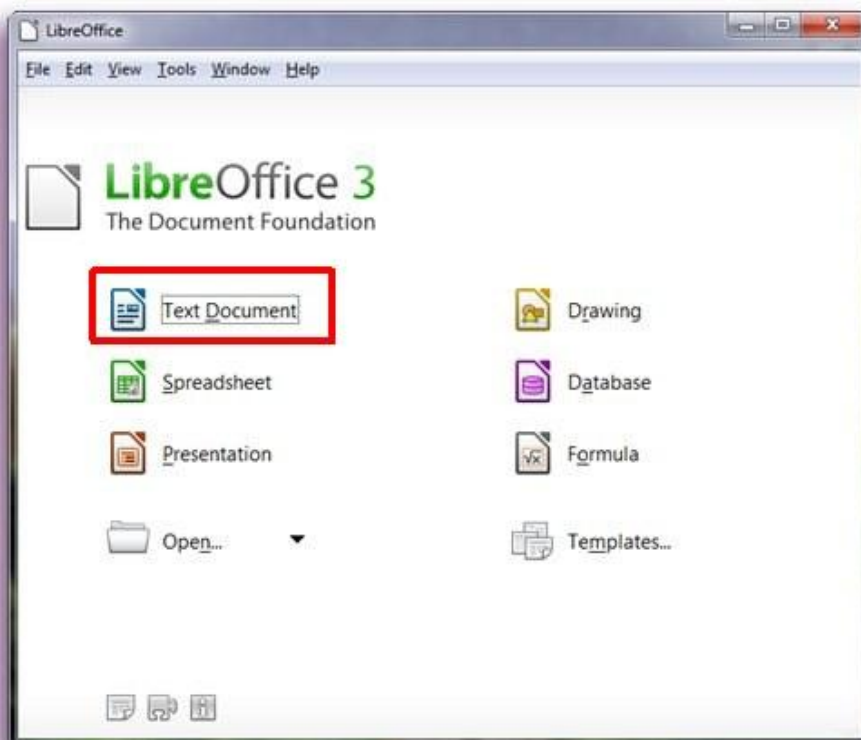 LibreOffice
File Edit View Tools Window Help
LibreOffice 3
The Document Foundation
Text Document
Drawing
Spreadsheet
Database
Presentation
Formula
Open...
Templates...